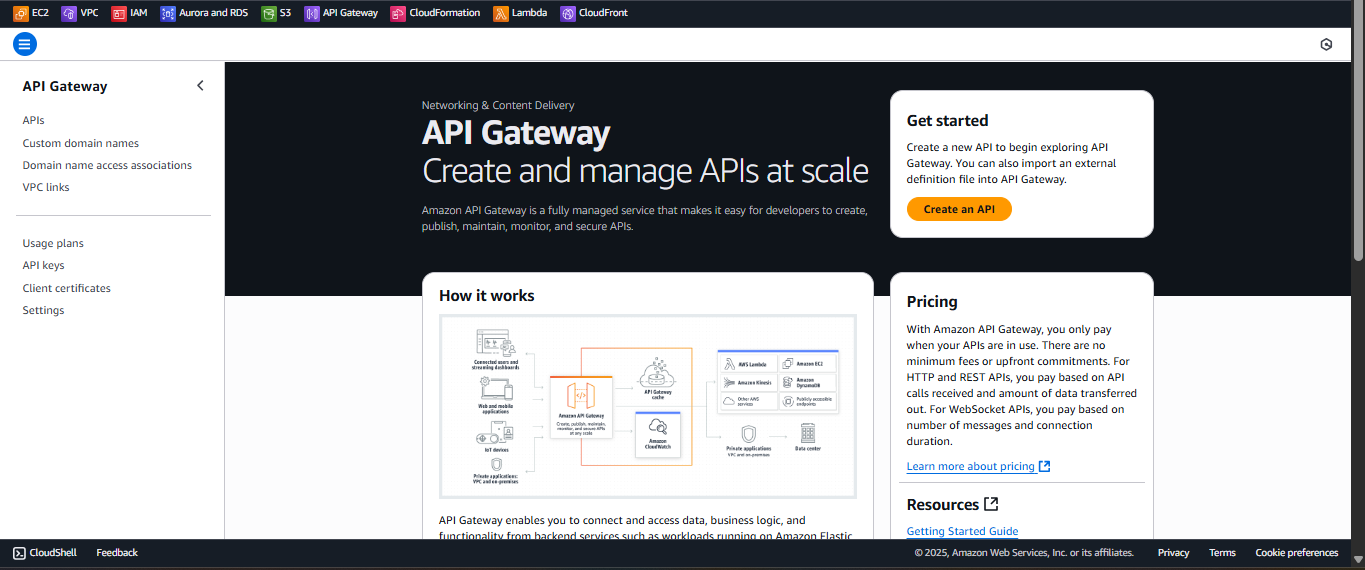 EC2 VPC IAM Aurora and RDS S3 API Gateway CloudFormation Lambda CloudFront
API Gateway
APIs
Custom domain names
Domain name access associations
VPC links
Usage plans
API keys
Client certificates
Settings
Networking & Content Delivery
API Gateway
Create and manage APIs at scale
Amazon API Gateway is a fully managed service that makes it easy for developers to create,
publish, maintain, monitor, and secure APIs.
Get started
Create a new API to begin exploring API
Gateway. You can also import an external
definition file into API Gateway.
Create an API
How it works
Connected users and
streaming dashboards
Web and mobile
applications
IoT devices
Private applications:
VPC and on-premises
Amazon API Gateway
Create, publish, maintain,
monitor, and secure APIs
at any scale
API Gateway
cache
Amazon
CloudWatch
AWS Lambda
Amazon EC2
Amazon Kinesis
Amazon
DynamoDB
Other AWS
services
Publicly accessible
endpoints
Private applications
VPC and on-premises
Data center
API Gateway enables you to connect and access data, business logic, and
functionality from backend services such as workloads running on Amazon Elastic
Pricing
With Amazon API Gateway, you only pay
when your APIs are in use. There are no
minimum fees or upfront commitments. For
HTTP and REST APIs, you pay based on API
calls received and amount of data transferred
out. For WebSocket APIs, you pay based on
number of messages and connection
duration.
Learn more about pricing
Resources
Getting Started Guide
CloudShell Feedback © 2025, Amazon Web Services, Inc. or its affiliates. Privacy Terms Cookie preferences